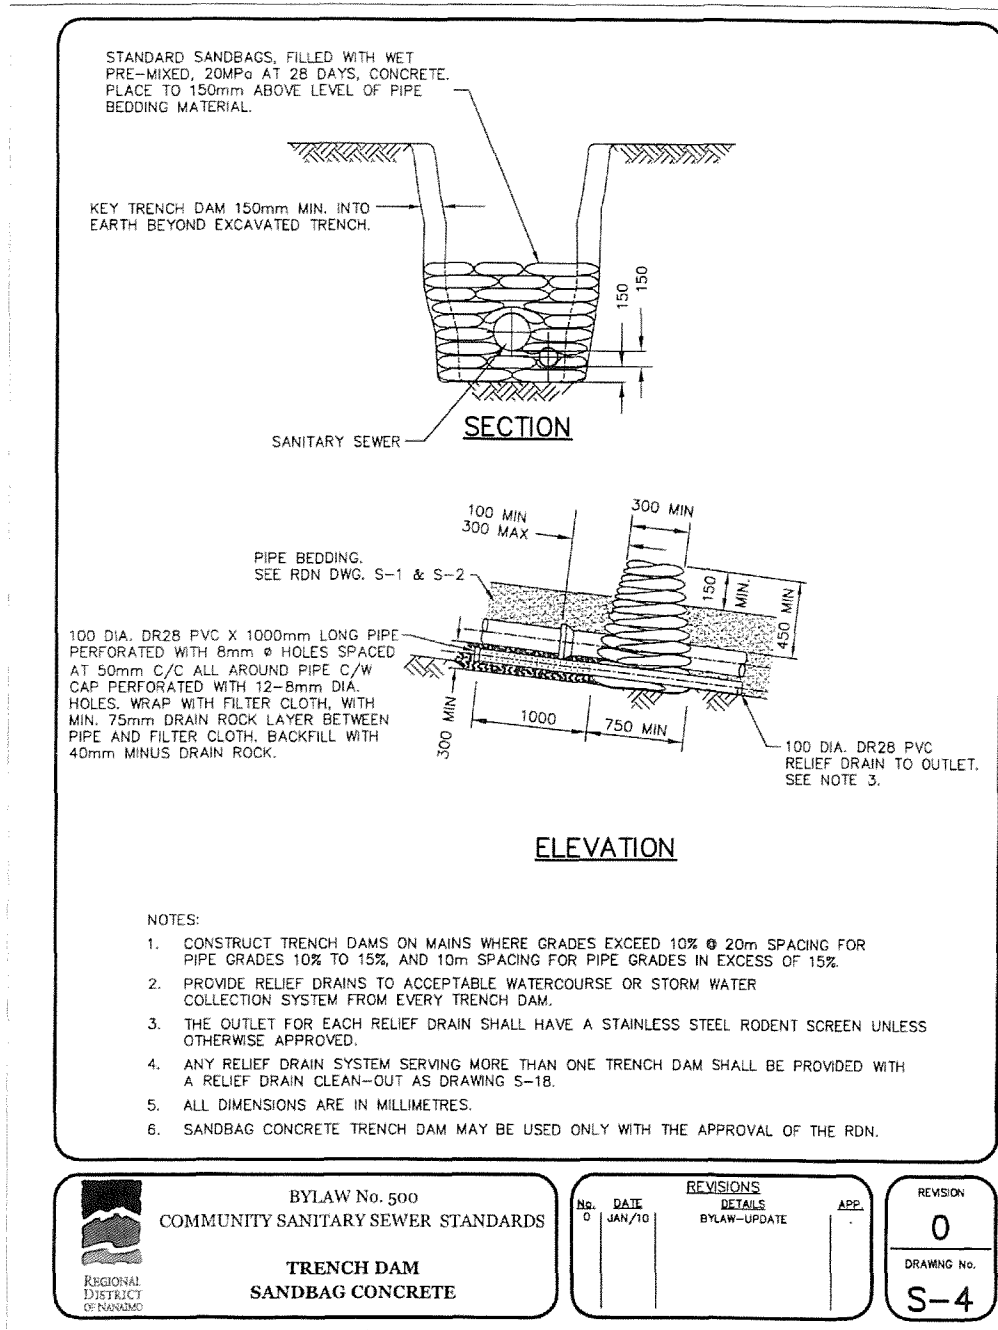 STANDARD SANDBAGS, FILLED WITH WET
PRE-MIXED, 20MPa AT 28 DAYS, CONCRETE.
PLACE TO 150mm ABOVE LEVEL OF PIPE
BEDDING MATERIAL.
KEY TRENCH DAM 150mm MIN. INTO
EARTH BEYOND EXCAVATED TRENCH.
150
150
SANITARY SEWER
SECTION
100 MIN
300 MAX
300 MIN
PIPE BEDDING.
SEE RDN DWG. S-1 & S-2
150
MIN.
450 MIN
100 DIA. DR28 PVC X 1000mm LONG PIPE
PERFORATED WITH 8mm ø HOLES SPACED
AT 50mm C/C ALL AROUND PIPE C/W
CAP PERFORATED WITH 12-8mm DIA.
HOLES. WRAP WITH FILTER CLOTH, WITH
MIN. 75mm DRAIN ROCK LAYER BETWEEN
PIPE AND FILTER CLOTH. BACKFILL WITH
40mm MINUS DRAIN ROCK.
300 MIN
1000
750 MIN
100 DIA. DR28 PVC
RELIEF DRAIN TO OUTLET.
SEE NOTE 3.
ELEVATION
NOTES:
1. CONSTRUCT TRENCH DAMS ON MAINS WHERE GRADES EXCEED 10% @ 20m SPACING FOR
PIPE GRADES 10% TO 15%, AND 10m SPACING FOR PIPE GRADES IN EXCESS OF 15%.
2. PROVIDE RELIEF DRAINS TO ACCEPTABLE WATERCOURSE OR STORM WATER
COLLECTION SYSTEM FROM EVERY TRENCH DAM.
3. THE OUTLET FOR EACH RELIEF DRAIN SHALL HAVE A STAINLESS STEEL RODENT SCREEN UNLESS
OTHERWISE APPROVED.
4. ANY RELIEF DRAIN SYSTEM SERVING MORE THAN ONE TRENCH DAM SHALL BE PROVIDED WITH
A RELIEF DRAIN CLEAN-OUT AS DRAWING S-18.
5. ALL DIMENSIONS ARE IN MILLIMETRES.
6. SANDBAG CONCRETE TRENCH DAM MAY BE USED ONLY WITH THE APPROVAL OF THE RDN.
REGIONAL
DISTRICT
OF NANAIMO
BYLAW No. 500
COMMUNITY SANITARY SEWER STANDARDS
TRENCH DAM
SANDBAG CONCRETE
REVISIONS
No. DATE DETAILS APP.
0 JAN/10 BYLAW-UPDATE .
REVISION
0
DRAWING No.
S-4